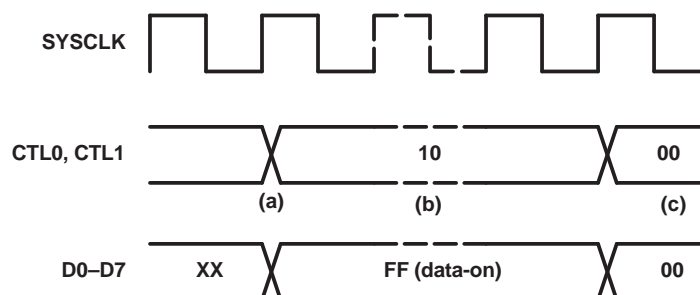 SYSCLK
CTL0, CTL1 10 00
(a) (b) (c)
D0–D7 XX FF (data-on) 00